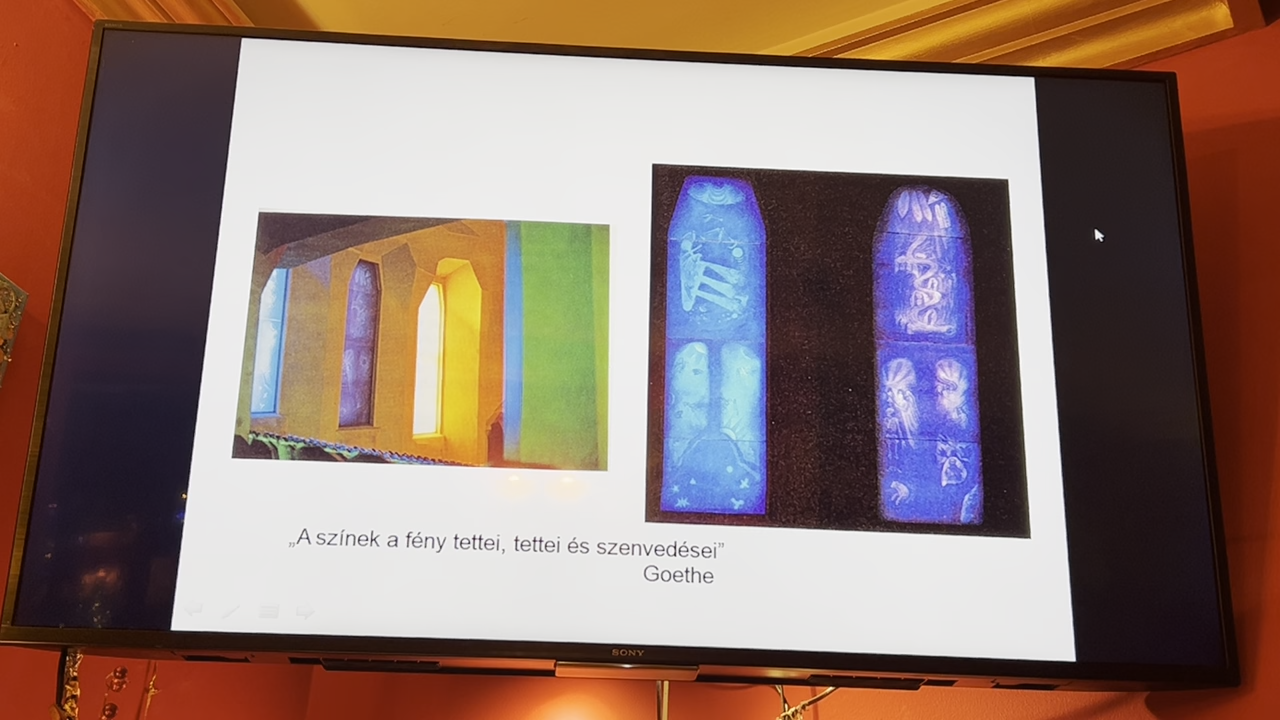 „A színek a fény tettei, tettei és szenvedései”
Goethe
SONY